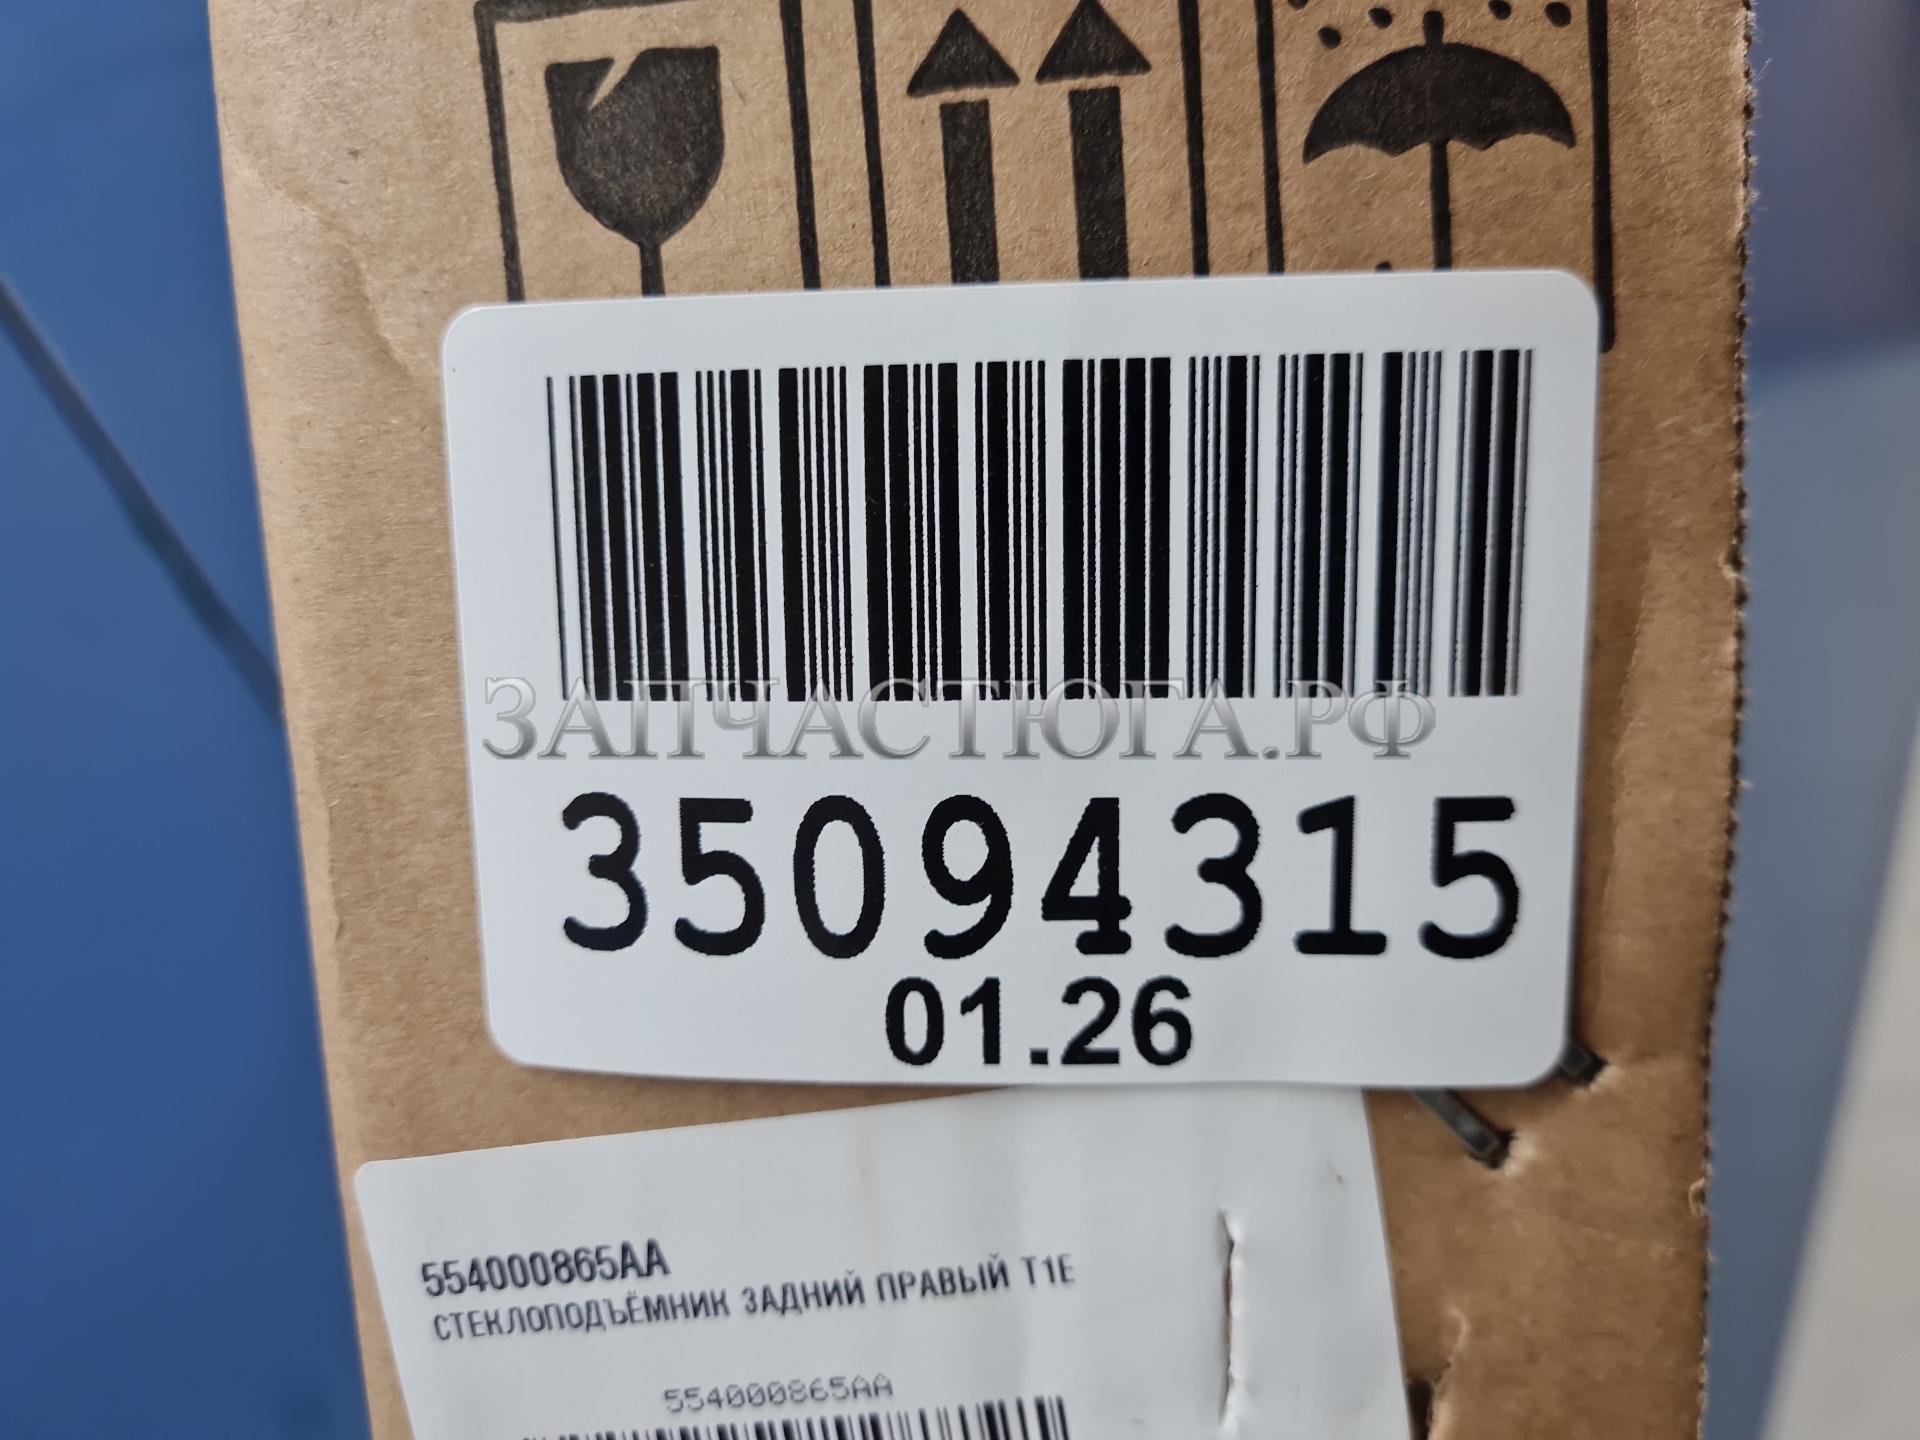 ЗАПЧАСТЮГА.РФ
35094315
01.26
554000865AA
СТЕКЛОПОДЪЁМНИК ЗАДНИЙ ПРАВЫЙ T1E
554000865AA